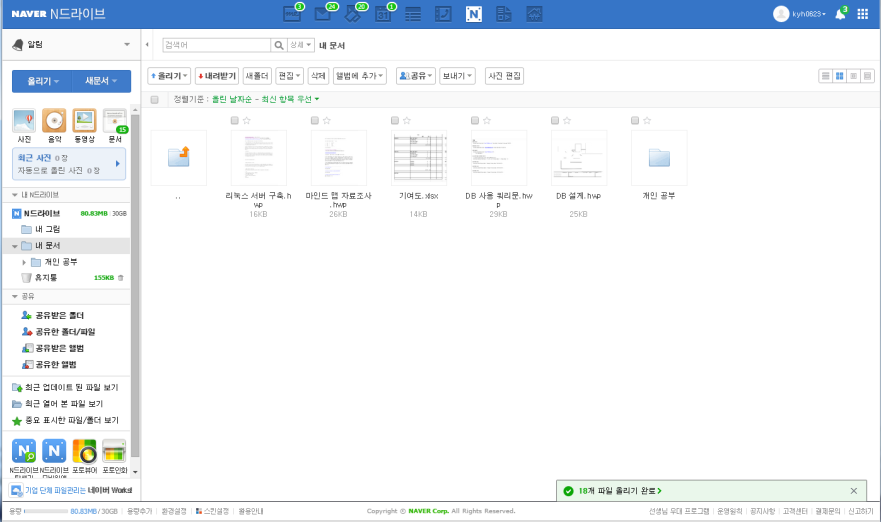 NAVER N드라이브
3
24
20
1
kyh0623
3
알림
검색어
상세
내 문서
올리기
새문서
올리기
내려받기
새폴더
편집
삭제
앨범에 추가
공유
보내기
사진 편집
정렬기준 : 올린 날짜순 - 최신 항목 우선
사진
음악
동영상
문서
15
최근 사진 0장
자동으로 올린 사진 0장
내 N드라이브
N드라이브 80.83MB / 30GB
내 그림
내 문서
개인 공부
휴지통 155KB
공유
공유받은 폴더
공유한 폴더/파일
공유받은 앨범
공유한 앨범
최근 업데이트 된 파일 보기
최근 열어 본 파일 보기
중요 표시한 파일/폴더 보기
N드라이브
N드라이브
포토뷰어
포토인화
기업 단체 파일관리는 네이버 Works!
..
리눅스 서버 구축.hwp
16KB
마인드 맵 자료조사.hwp
26KB
기여도.xlsx
14KB
DB 사용 쿼리문.hwp
29KB
DB 설계.hwp
25KB
개인 공부
18개 파일 올리기 완료
용량 80.83MB / 30GB 용량추가 환경설정 스킨설정 활용안내
Copyright © NAVER Corp. All Rights Reserved.
선생님 우대 프로그램 운영원칙 공지사항 고객센터 결제문의 신고하기